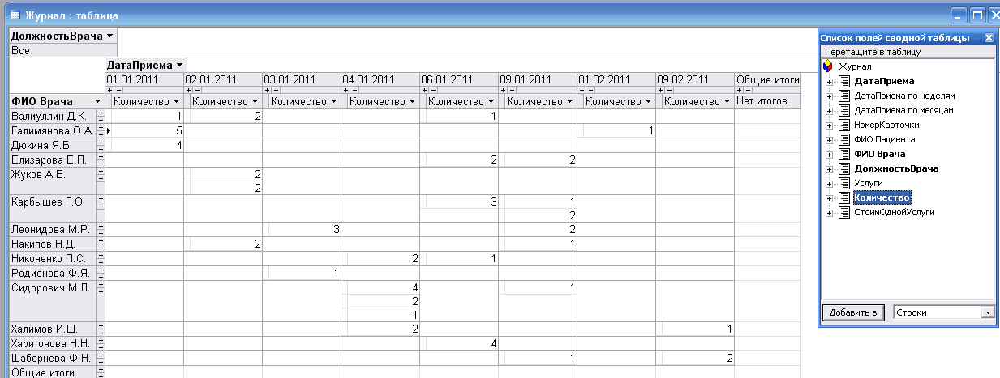 Журнал : таблица
ДолжностьВрача
Все
ДатаПриема
01.01.2011 02.01.2011 03.01.2011 04.01.2011 06.01.2011 09.01.2011 01.02.2011 09.02.2011 Общие итоги
ФИО Врача Количество Количество Количество Количество Количество Количество Количество Количество Нет итогов
Валиуллин Д.К. 1 2 1
Галимянова О.А. 5 1
Дюкина Я.Б. 4
Елизарова Е.П. 2 2
Жуков А.Е. 2
2
Карбышев Г.О. 3 1
2
Леонидова М.Р. 3 2
Накипов Н.Д. 2 1
Никоненко П.С. 2 1
Родионова Ф.Я. 1
Сидорович М.Л. 4 1
2
1
Халимов И.Ш. 2 1
Харитонова Н.Н. 4
Шабернева Ф.Н. 1 2
Общие итоги
Список полей сводной таблицы
Перетащите в таблицу
Журнал
ДатаПриема
ДатаПриема по неделям
ДатаПриема по месяцам
НомерКарточки
ФИО Пациента
ФИО Врача
ДолжностьВрача
Услуги
Количество
СтоимОднойУслуги
Добавить в Строки